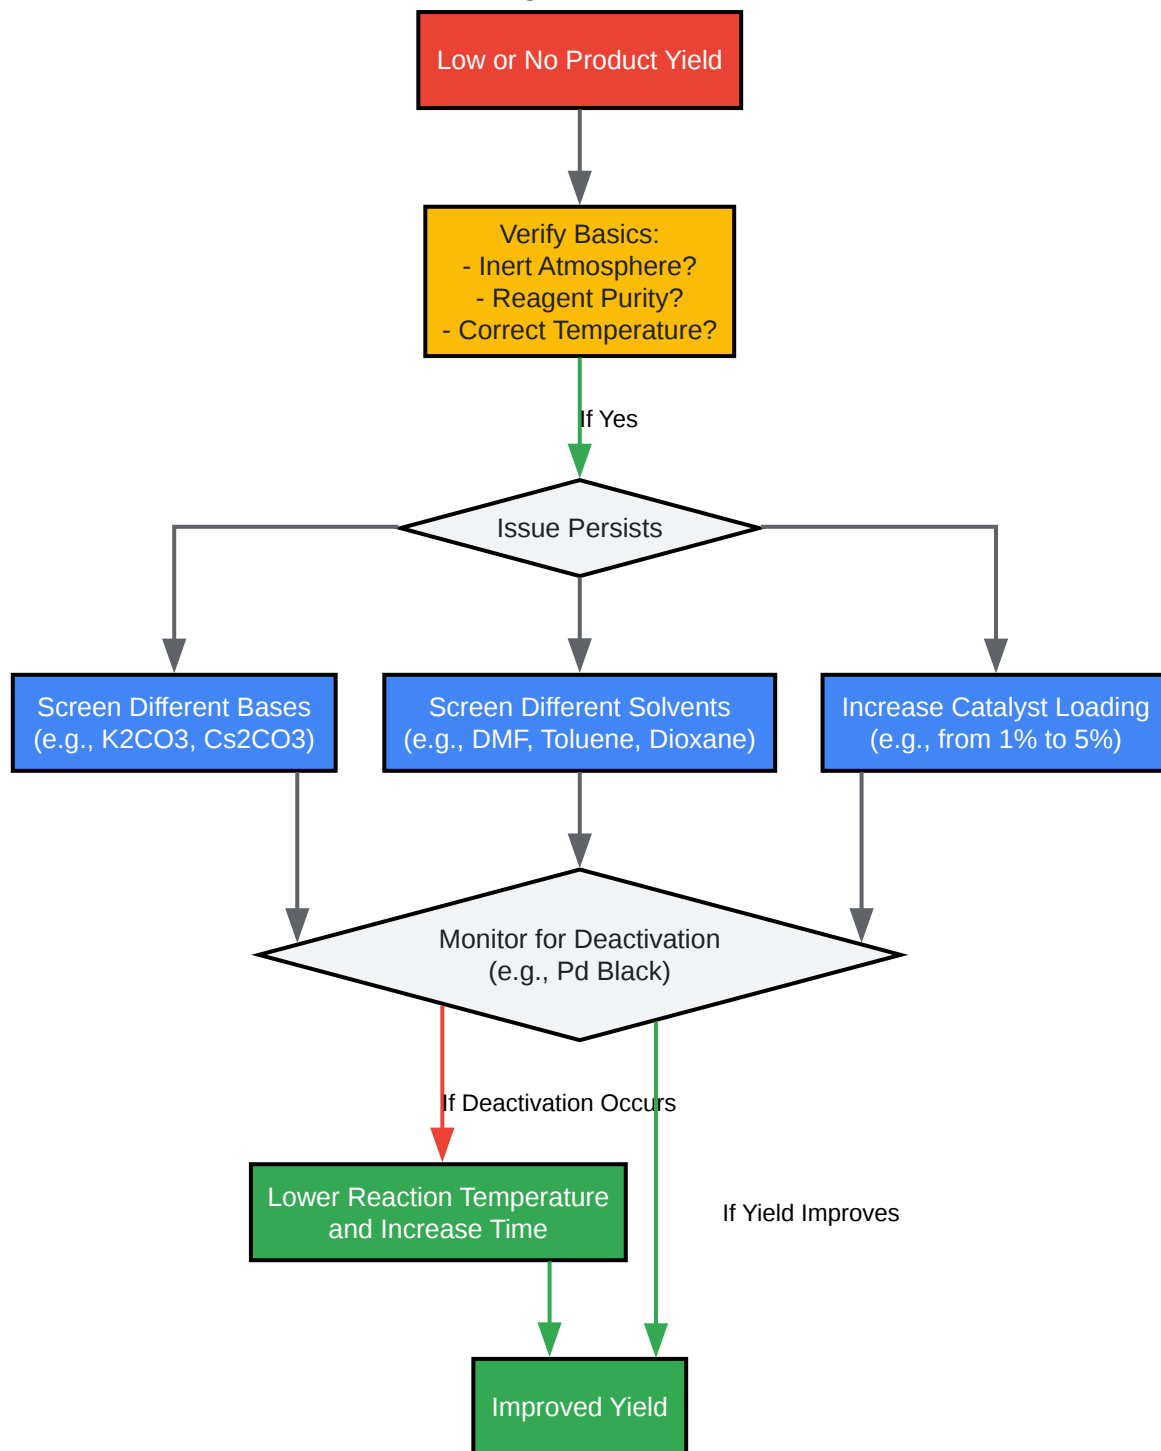 Low or No Product Yield
Verify Basics:
- Inert Atmosphere?
- Reagent Purity?
- Correct Temperature?
If Yes
Issue Persists
Screen Different Bases
(e.g., K2CO3, Cs2CO3)
Screen Different Solvents
(e.g., DMF, Toluene, Dioxane)
Increase Catalyst Loading
(e.g., from 1% to 5%)
Monitor for Deactivation
(e.g., Pd Black)
If Deactivation Occurs
Lower Reaction Temperature
and Increase Time
If Yield Improves
Improved Yield